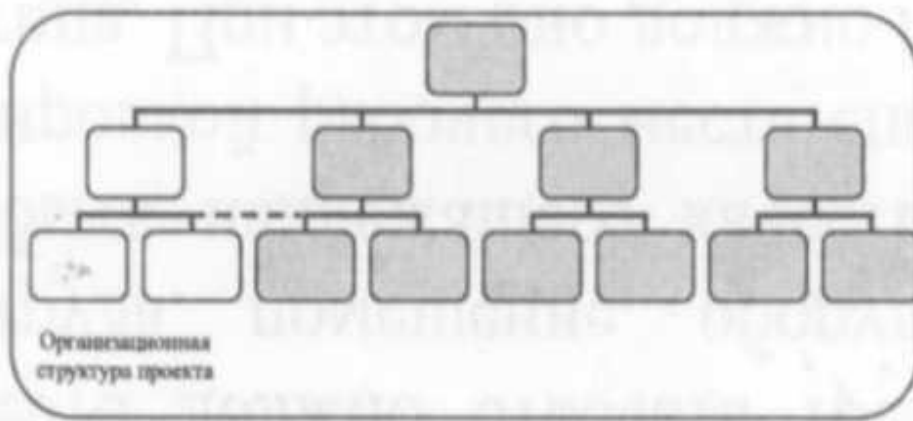 Организационная
структура проекта